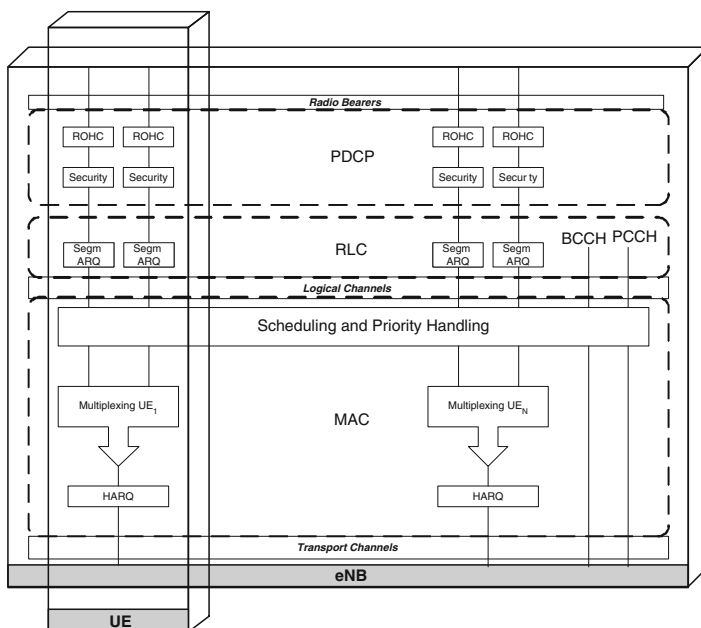 Radio Bearers
ROHC ROHC ROHC ROHC
PDCP
Security Security Security Secur ty
Segm ARQ Segm ARQ RLC Segm ARQ Segm ARQ BCCH PCCH
Logical Channels
Scheduling and Priority Handling
Multiplexing UE1 MAC Multiplexing UEN
HARQ HARQ
Transport Channels
eNB
UE